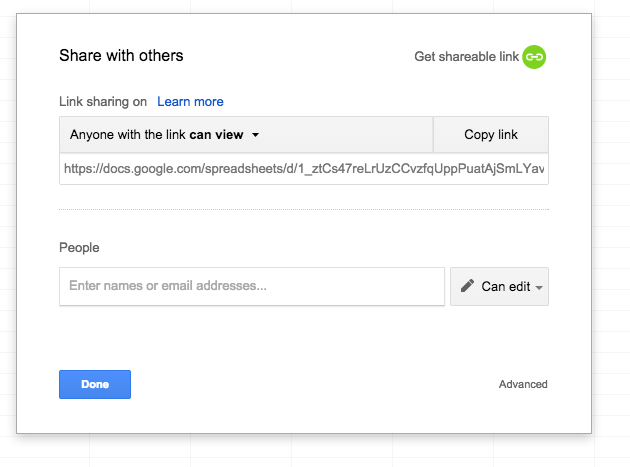 Share with others
Get shareable link
Link sharing on Learn more
Anyone with the link can view
Copy link
https://docs.google.com/spreadsheets/d/1_ztCs47reLrUzCCvzfqUppPuatAjSmLYav
People
Enter names or email addresses...
Can edit
Done
Advanced